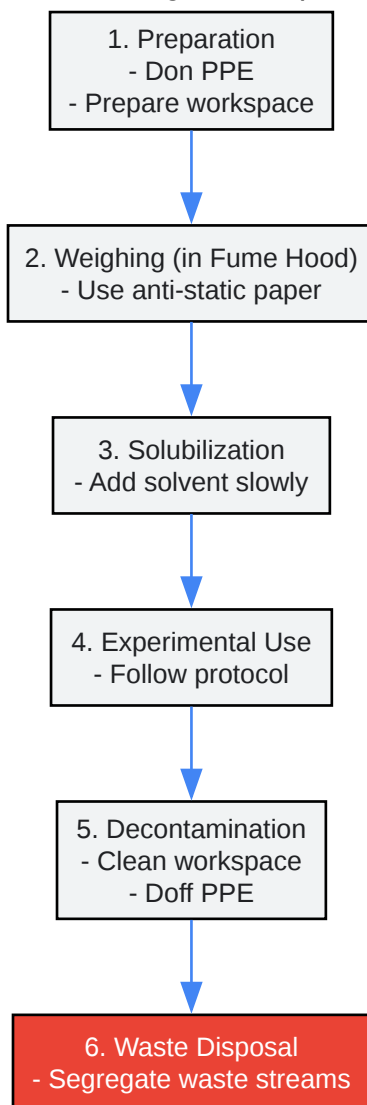 1. Preparation
- Don PPE
- Prepare workspace
2. Weighing (in Fume Hood)
- Use anti-static paper
3. Solubilization
- Add solvent slowly
4. Experimental Use
- Follow protocol
5. Decontamination
- Clean workspace
- Doff PPE
6. Waste Disposal
- Segregate waste streams